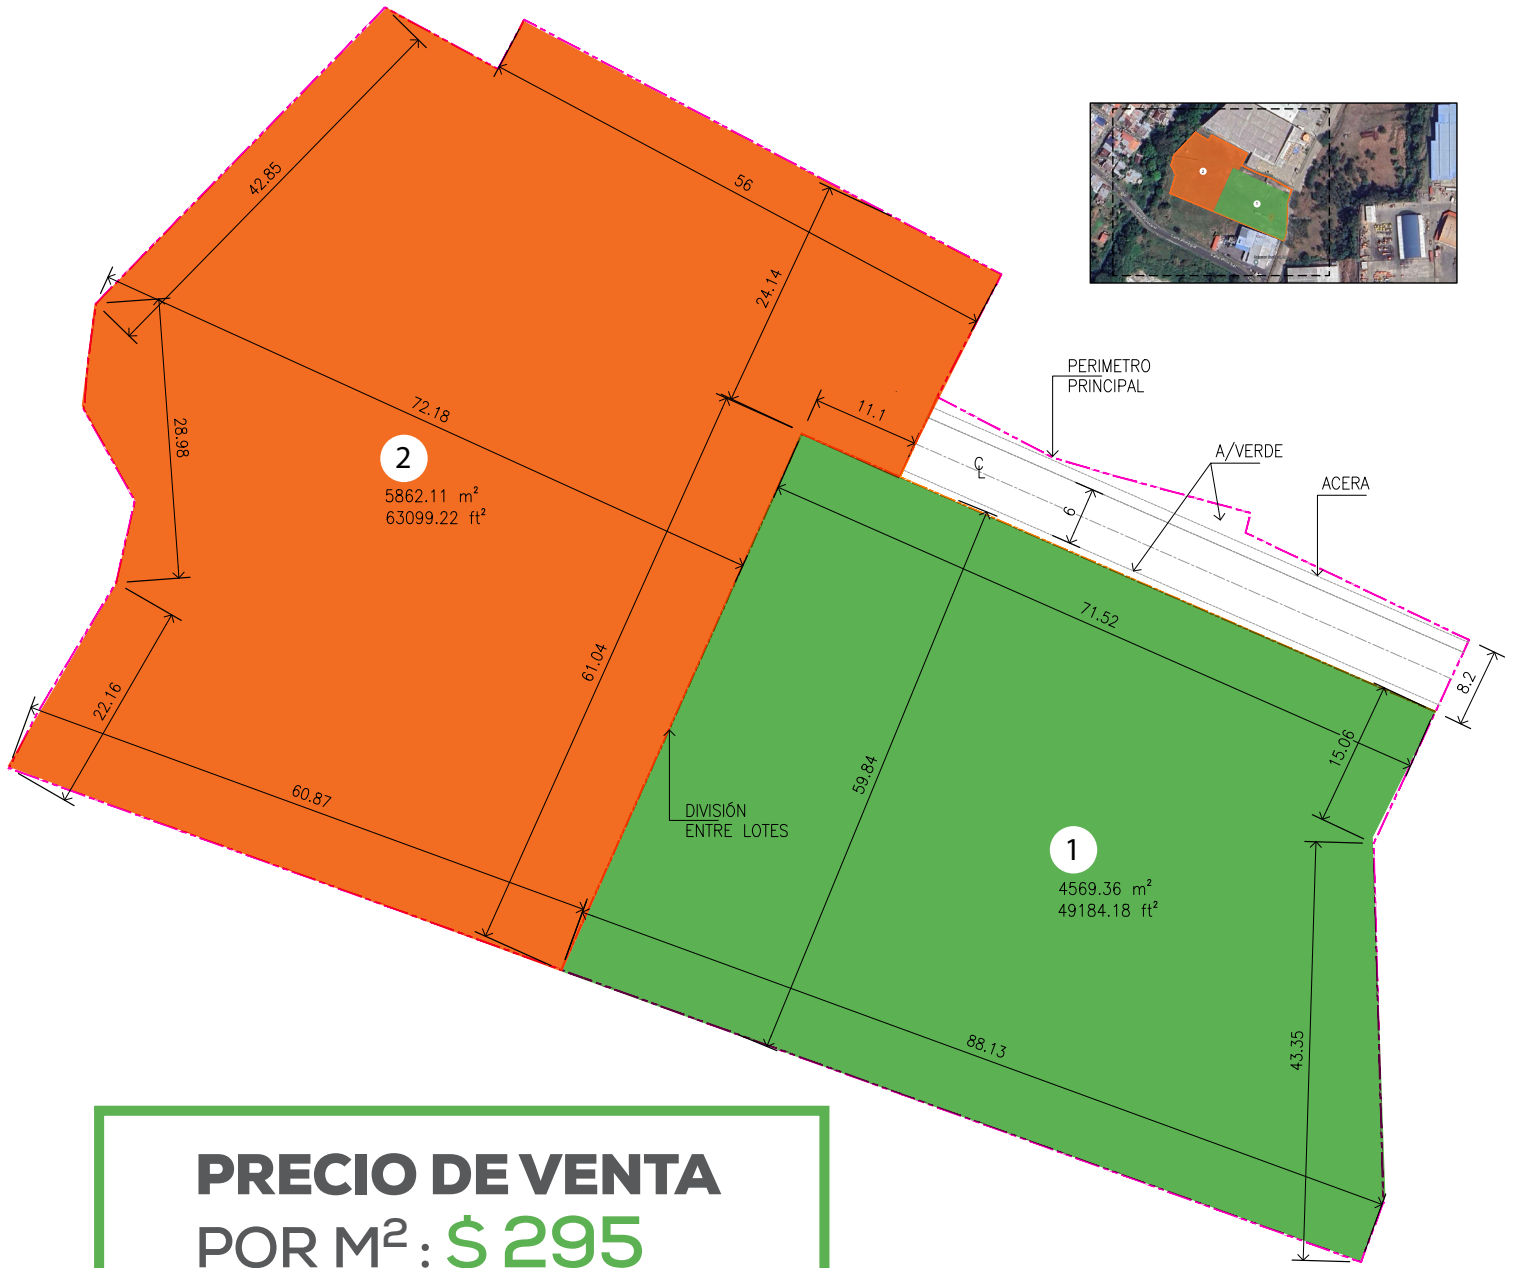 42.85
56
24.14
11.1
72.18
28.98
2
5862.11 m²
63099.22 ft²
PERIMETRO
PRINCIPAL
A/VERDE
ACERA
℄
6
71.52
8.2
15.06
61.04
22.16
60.87
59.84
DIVISIÓN
ENTRE LOTES
1
4569.36 m²
49184.18 ft²
88.13
43.35
PRECIO DE VENTA
POR M² : $ 295